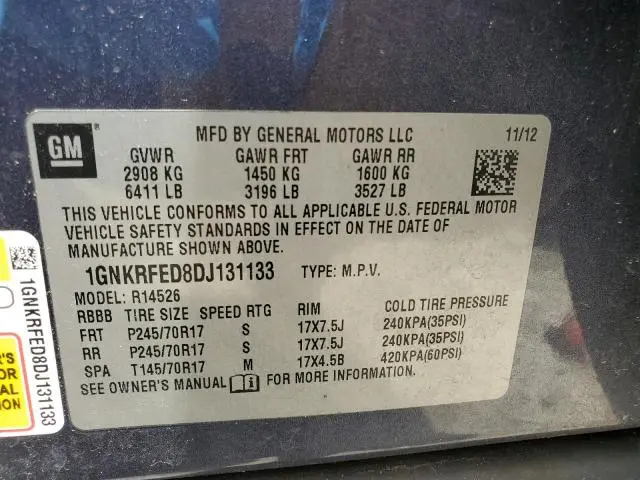 GM
MFD BY GENERAL MOTORS LLC 11/12
GVWR GAWR FRT GAWR RR
2908 KG 1450 KG 1600 KG
6411 LB 3196 LB 3527 LB
THIS VEHICLE CONFORMS TO ALL APPLICABLE U.S. FEDERAL MOTOR
VEHICLE SAFETY STANDARDS IN EFFECT ON THE DATE OF
MANUFACTURE SHOWN ABOVE.
1GNKRFED8DJ131133 TYPE: M.P.V.
MODEL: R14526
RBBB TIRE SIZE SPEED RTG RIM COLD TIRE PRESSURE
FRT P245/70R17 S 17X7.5J 240KPA(35PSI)
RR P245/70R17 S 17X7.5J 240KPA(35PSI)
SPA T145/70R17 M 17X4.5B 420KPA(60PSI)
SEE OWNER'S MANUAL FOR MORE INFORMATION.
1GNKRFED8DJ131133